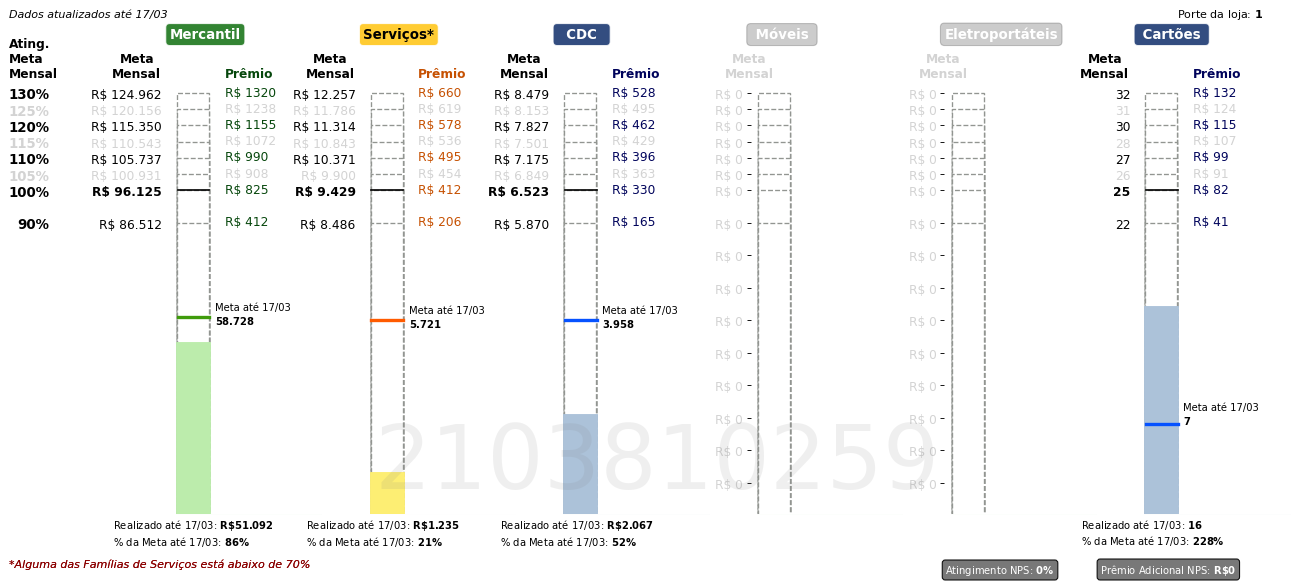 Dados atualizados até 17/03
Porte da loja: 1
Mercantil
Serviços*
CDC
Móveis
Eletroportáteis
Cartões
Ating.
Meta
Mensal
Meta
Mensal
Prêmio
Meta
Mensal
Prêmio
Meta
Mensal
Prêmio
Meta
Mensal
Meta
Mensal
Meta
Mensal
Prêmio
130% R$ 124.962 R$ 1320 R$ 12.257 R$ 660 R$ 8.479 R$ 528 R$ 0 R$ 0 32 R$ 132
125% R$ 120.156 R$ 1238 R$ 11.786 R$ 619 R$ 8.153 R$ 495 R$ 0 R$ 0 31 R$ 124
120% R$ 115.350 R$ 1155 R$ 11.314 R$ 578 R$ 7.827 R$ 462 R$ 0 R$ 0 30 R$ 115
115% R$ 110.543 R$ 1072 R$ 10.843 R$ 536 R$ 7.501 R$ 429 R$ 0 R$ 0 28 R$ 107
110% R$ 105.737 R$ 990 R$ 10.371 R$ 495 R$ 7.175 R$ 396 R$ 0 R$ 0 27 R$ 99
105% R$ 100.931 R$ 908 R$ 9.900 R$ 454 R$ 6.849 R$ 363 R$ 0 R$ 0 26 R$ 91
100% R$ 96.125 R$ 825 R$ 9.429 R$ 412 R$ 6.523 R$ 330 R$ 0 R$ 0 25 R$ 82
90% R$ 86.512 R$ 412 R$ 8.486 R$ 206 R$ 5.870 R$ 165 R$ 0 R$ 0 22 R$ 41
R$ 0 R$ 0
R$ 0 R$ 0
Meta até 17/03
58.728
Meta até 17/03
5.721
Meta até 17/03
3.958
R$ 0 R$ 0
R$ 0 R$ 0
R$ 0 R$ 0
Meta até 17/03
7
R$ 0 R$ 0
R$ 0 R$ 0
R$ 0 R$ 0
2103810259
Realizado até 17/03: R$51.092
% da Meta até 17/03: 86%
Realizado até 17/03: R$1.235
% da Meta até 17/03: 21%
Realizado até 17/03: R$2.067
% da Meta até 17/03: 52%
Realizado até 17/03: 16
% da Meta até 17/03: 228%
*Alguma das Famílias de Serviços está abaixo de 70%
Atingimento NPS: 0%
Prêmio Adicional NPS: R$0